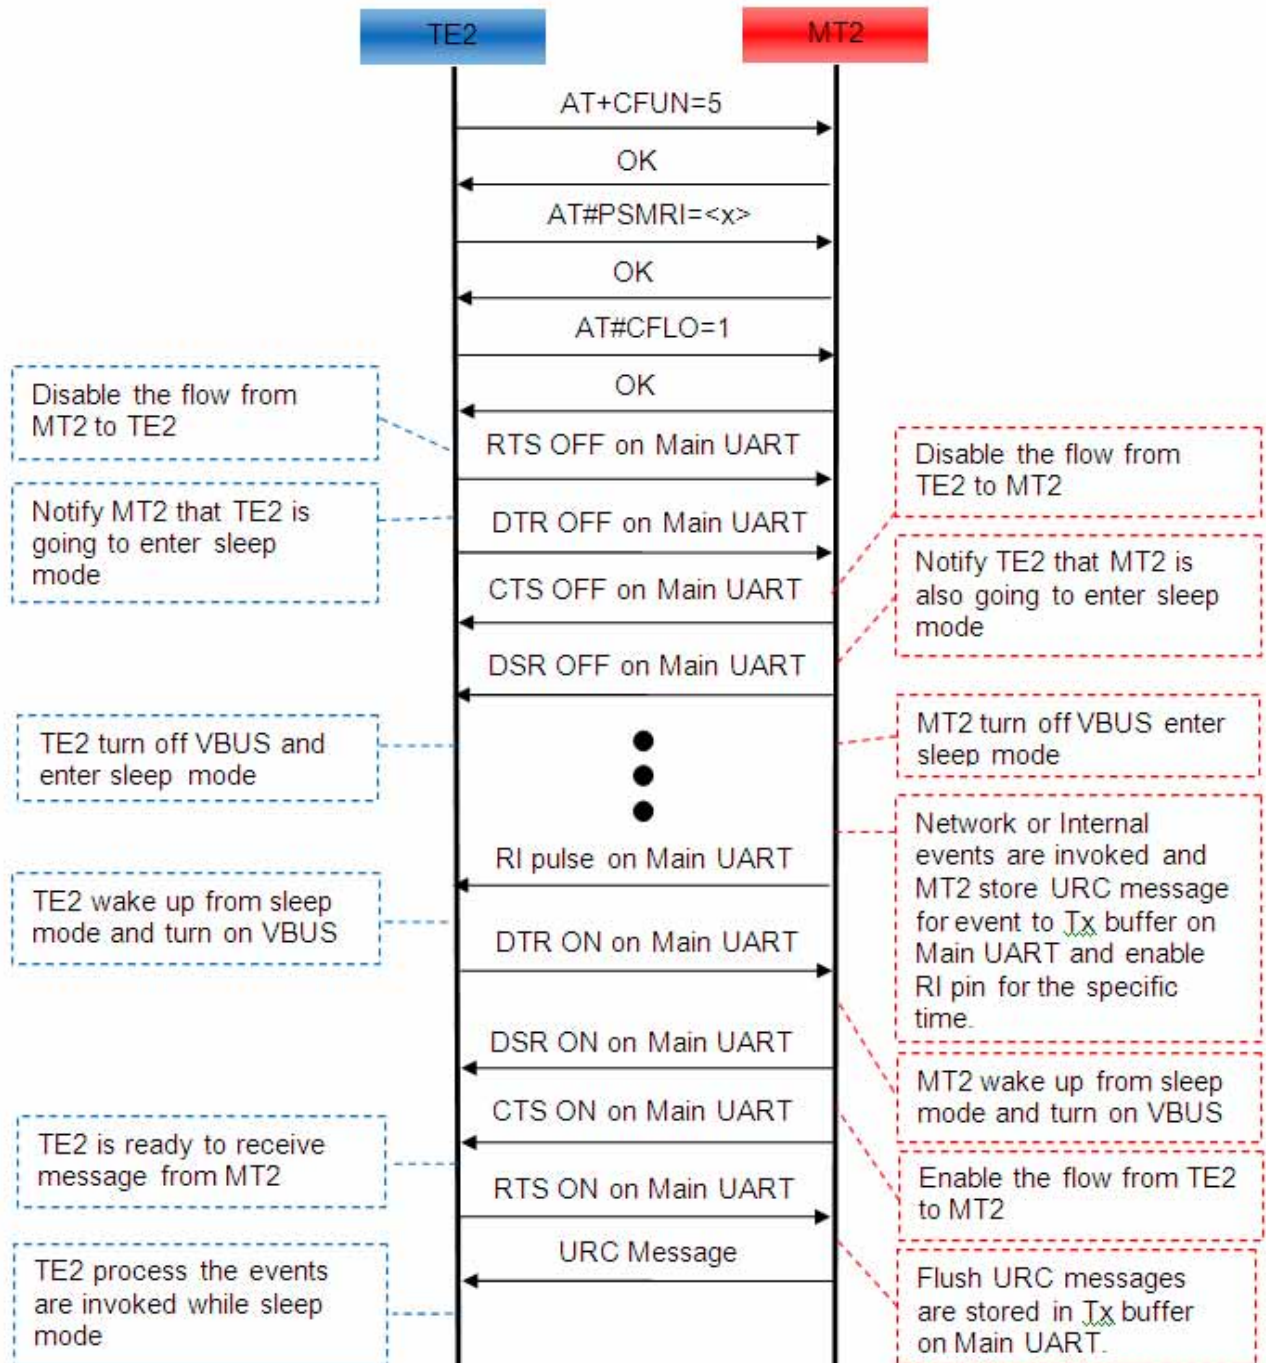 TE2
MT2
AT+CFUN=5
OK
AT#PSMRI=<x>
OK
AT#CFLO=1
OK
Disable the flow from
MT2 to TE2
RTS OFF on Main UART
Disable the flow from
TE2 to MT2
Notify MT2 that TE2 is
going to enter sleep
mode
DTR OFF on Main UART
Notify TE2 that MT2 is
also going to enter sleep
mode
CTS OFF on Main UART
DSR OFF on Main UART
TE2 turn off VBUS and
enter sleep mode
MT2 turn off VBUS enter
sleep mode
Network or Internal
events are invoked and
MT2 store URC message
for event to Tx buffer on
Main UART and enable
RI pin for the specific
time.
RI pulse on Main UART
TE2 wake up from sleep
mode and turn on VBUS
DTR ON on Main UART
DSR ON on Main UART
MT2 wake up from sleep
mode and turn on VBUS
CTS ON on Main UART
TE2 is ready to receive
message from MT2
Enable the flow from TE2
to MT2
RTS ON on Main UART
URC Message
TE2 process the events
are invoked while sleep
mode
Flush URC messages
are stored in Tx buffer
on Main UART.